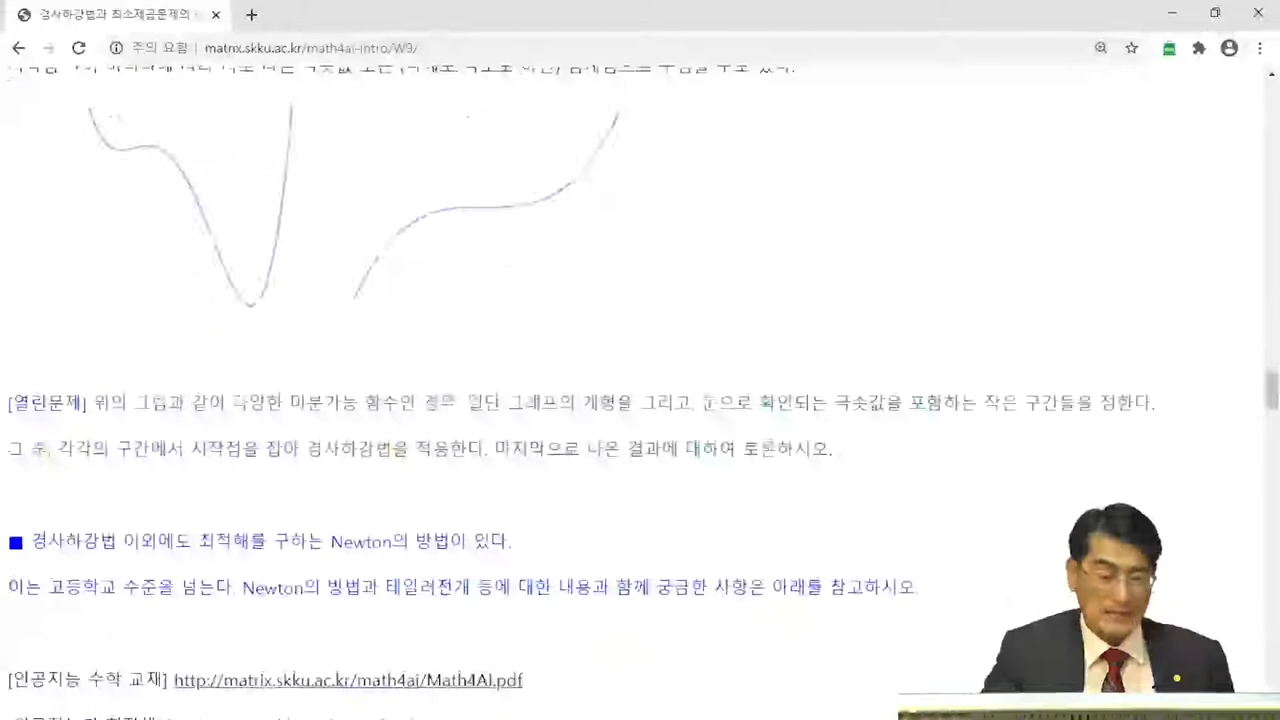 경사하강법과 최소제곱문제의
주의 요함 | matrix.skku.ac.kr/math4ai-intro/W9/
[열린문제] 위의 그림과 같이 다양한 미분가능 함수인 경우 일단 그래프의 개형을 그리고, 눈으로 확인되는 극솟값을 포함하는 작은 구간들을 정한다.
그 후, 각각의 구간에서 시작점을 잡아 경사하강법을 적용한다. 마지막으로 나온 결과에 대하여 토론하시오.
■ 경사하강법 이외에도 최적해를 구하는 Newton의 방법이 있다.
이는 고등학교 수준을 넘는다. Newton의 방법과 테일러전개 등에 대한 내용과 함께 궁금한 사항은 아래를 참고하시오.
[인공지능 수학 교재] http://matrix.skku.ac.kr/math4ai/Math4AI.pdf